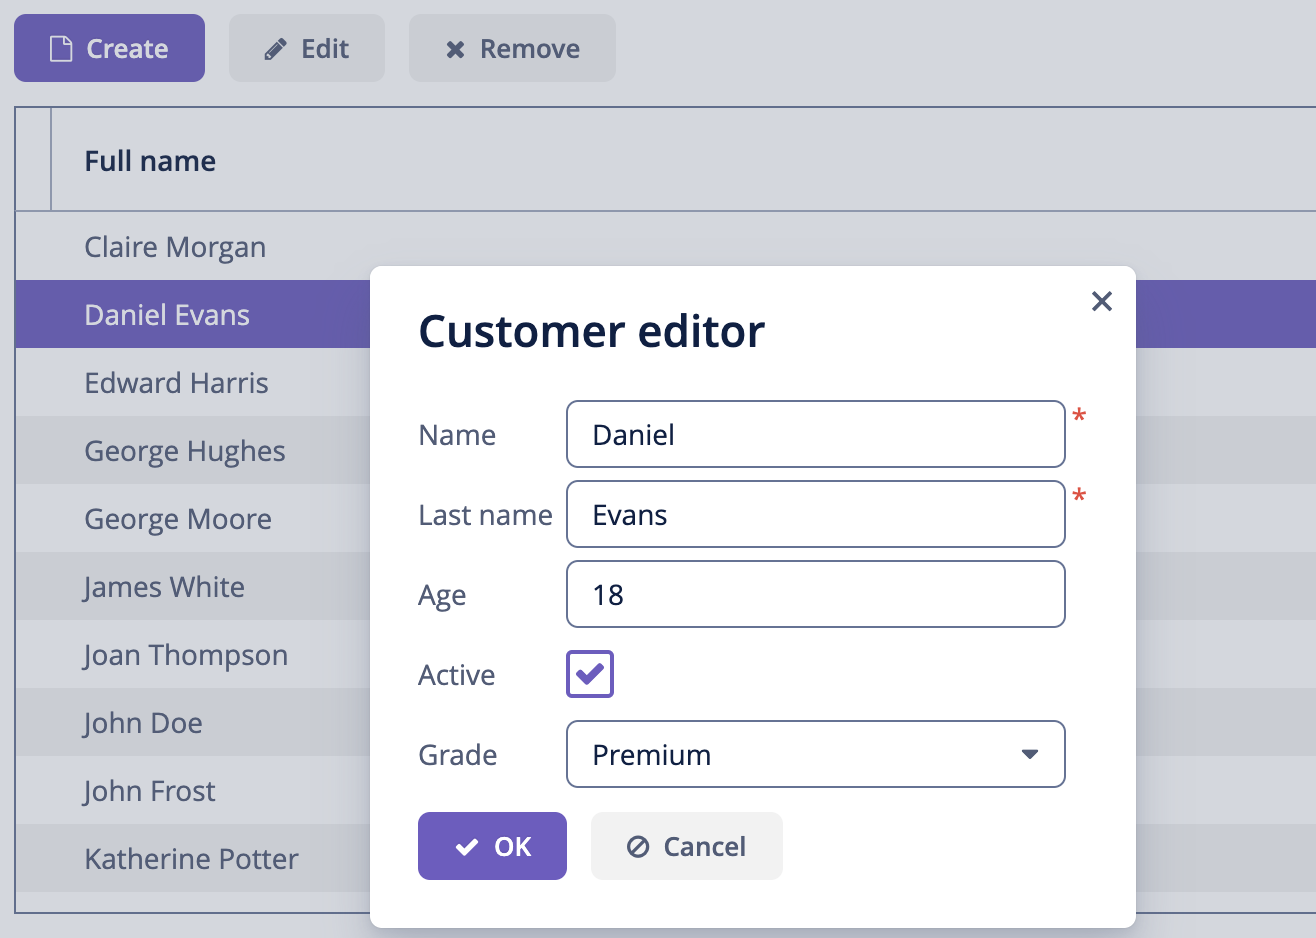 Create Edit Remove
Full name
Claire Morgan
Daniel Evans
Edward Harris
George Hughes
George Moore
James White
Joan Thompson
John Doe
John Frost
Katherine Potter
Customer editor
Name Daniel *
Last name Evans *
Age 18
Active
Grade Premium
OK Cancel